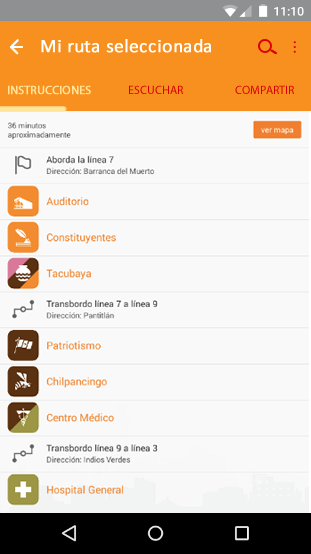 11:10
Mi ruta seleccionada
INSTRUCCIONES ESCUCHAR COMPARTIR
36 minutos
aproximadamente
ver mapa
Aborda la línea 7
Dirección: Barranca del Muerto
Auditorio
Constituyentes
Tacubaya
Transbordo línea 7 a línea 9
Dirección: Pantitlán
Patriotismo
Chilpancingo
Centro Médico
Transbordo línea 9 a línea 3
Dirección: Indios Verdes
Hospital General